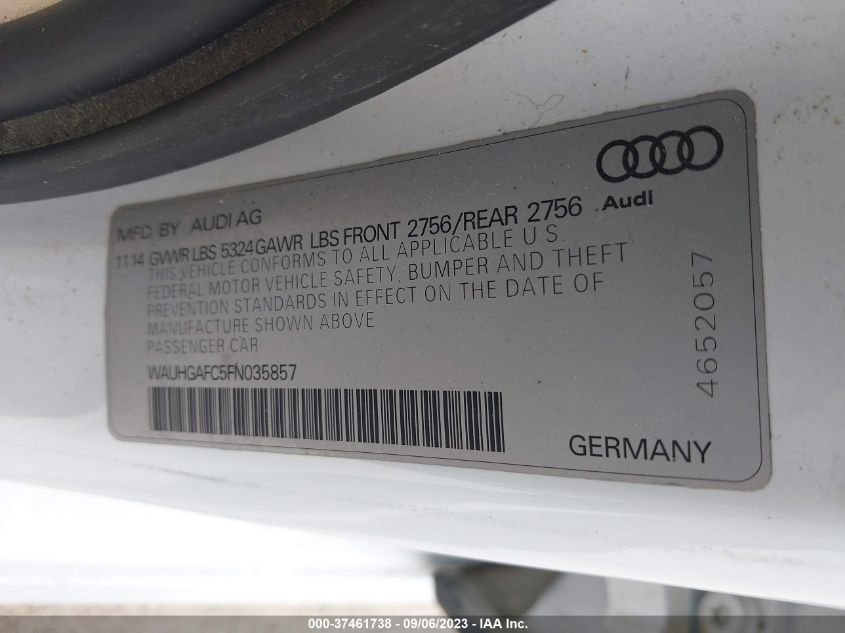 MFD BY AUDI AG
11 14 GVWR LBS 5324 GAWR LBS FRONT 2756/REAR 2756
THIS VEHICLE CONFORMS TO ALL APPLICABLE U.S.
FEDERAL MOTOR VEHICLE SAFETY, BUMPER AND THEFT
PREVENTION STANDARDS IN EFFECT ON THE DATE OF
MANUFACTURE SHOWN ABOVE
PASSENGER CAR
WAUHGAFC5FN035857
Audi
4652057
GERMANY
000-37461738 - 09/06/2023 - IAA Inc.